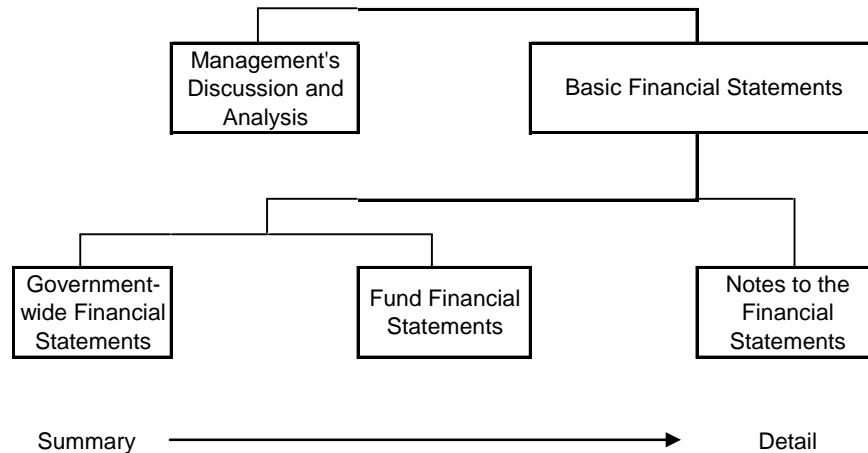 Management's
Discussion and
Analysis
Basic Financial Statements
Government-
wide Financial
Statements
Fund Financial
Statements
Notes to the
Financial
Statements
Summary
Detail